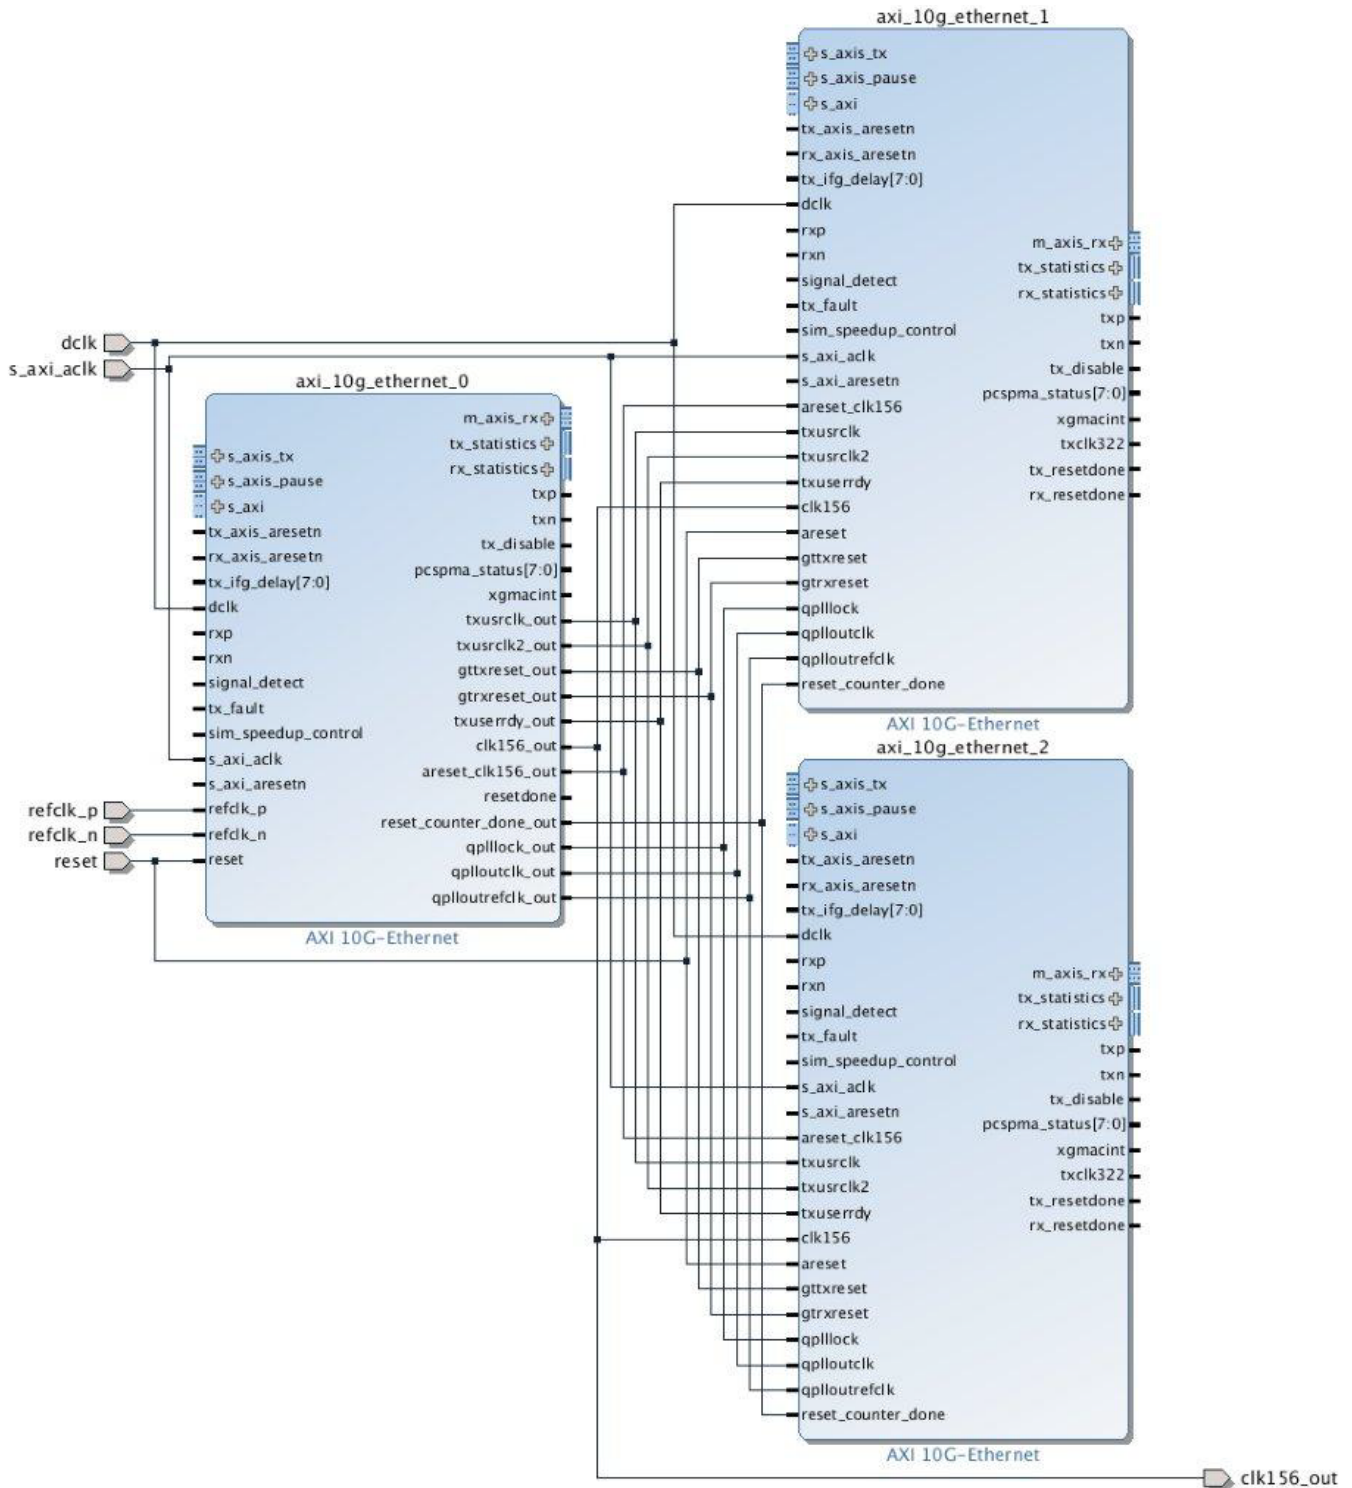 axi_10g_ethernet_1
s_axis_tx
s_axis_pause
s_axi
tx_axis_aresetn
rx_axis_aresetn
tx_ifg_delay[7:0]
dclk
rxp
rxn
signal_detect
tx_fault
sim_speedup_control
s_axi_aclk
s_axi_aresetn
areset_clk156
txusrclk
txusrclk2
txuserrdy
clk156
areset
gttxreset
gtrxreset
qplllock
qplloutclk
qplloutrefclk
reset_counter_done
m_axis_rx
tx_statistics
rx_statistics
txp
txn
tx_disable
pcspma_status[7:0]
xgmacint
txclk322
tx_resetdone
rx_resetdone
AXI 10G-Ethernet
dclk
s_axi_aclk
refclk_p
refclk_n
reset
axi_10g_ethernet_0
s_axis_tx
s_axis_pause
s_axi
tx_axis_aresetn
rx_axis_aresetn
tx_ifg_delay[7:0]
dclk
rxp
rxn
signal_detect
tx_fault
sim_speedup_control
s_axi_aclk
s_axi_aresetn
refclk_p
refclk_n
reset
m_axis_rx
tx_statistics
rx_statistics
txp
txn
tx_disable
pcspma_status[7:0]
xgmacint
txusrclk_out
txusrclk2_out
gttxreset_out
gtrxreset_out
txuserrdy_out
clk156_out
areset_clk156_out
resetdone
reset_counter_done_out
qplllock_out
qplloutclk_out
qplloutrefclk_out
AXI 10G-Ethernet
axi_10g_ethernet_2
s_axis_tx
s_axis_pause
s_axi
tx_axis_aresetn
rx_axis_aresetn
tx_ifg_delay[7:0]
dclk
rxp
rxn
signal_detect
tx_fault
sim_speedup_control
s_axi_aclk
s_axi_aresetn
areset_clk156
txusrclk
txusrclk2
txuserrdy
clk156
areset
gttxreset
gtrxreset
qplllock
qplloutclk
qplloutrefclk
reset_counter_done
m_axis_rx
tx_statistics
rx_statistics
txp
txn
tx_disable
pcspma_status[7:0]
xgmacint
txclk322
tx_resetdone
rx_resetdone
AXI 10G-Ethernet
clk156_out